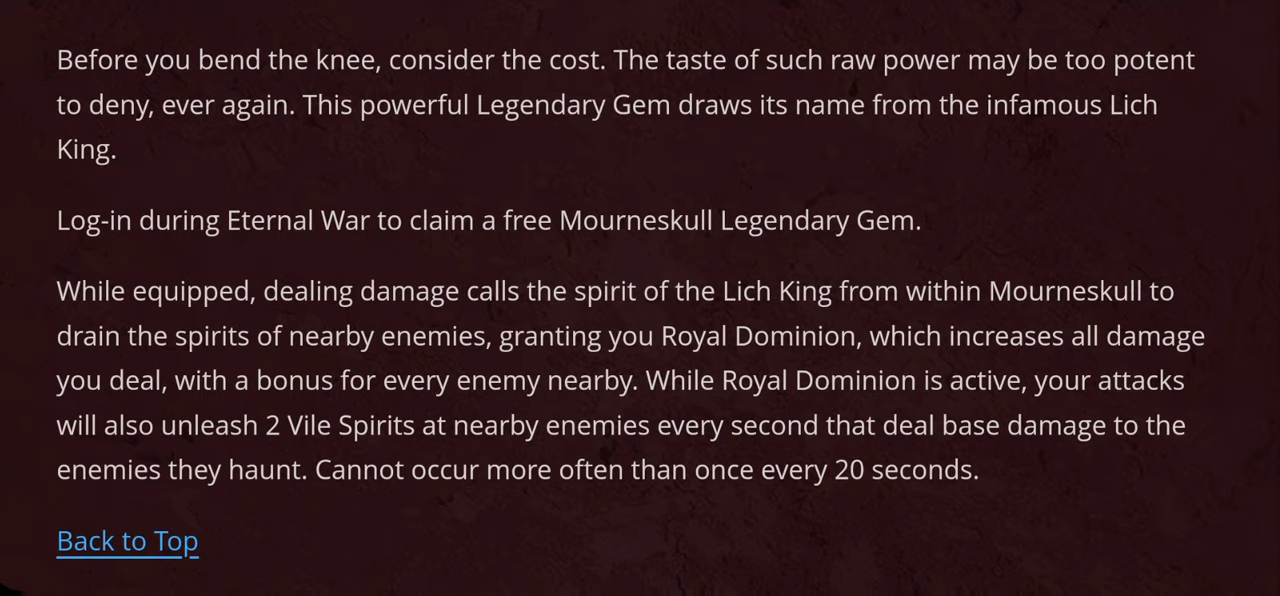 Before you bend the knee, consider the cost. The taste of such raw power may be too potent
to deny, ever again. This powerful Legendary Gem draws its name from the infamous Lich
King.
Log-in during Eternal War to claim a free Mourneskull Legendary Gem.
While equipped, dealing damage calls the spirit of the Lich King from within Mourneskull to
drain the spirits of nearby enemies, granting you Royal Dominion, which increases all damage
you deal, with a bonus for every enemy nearby. While Royal Dominion is active, your attacks
will also unleash 2 Vile Spirits at nearby enemies every second that deal base damage to the
enemies they haunt. Cannot occur more often than once every 20 seconds.
Back to Top